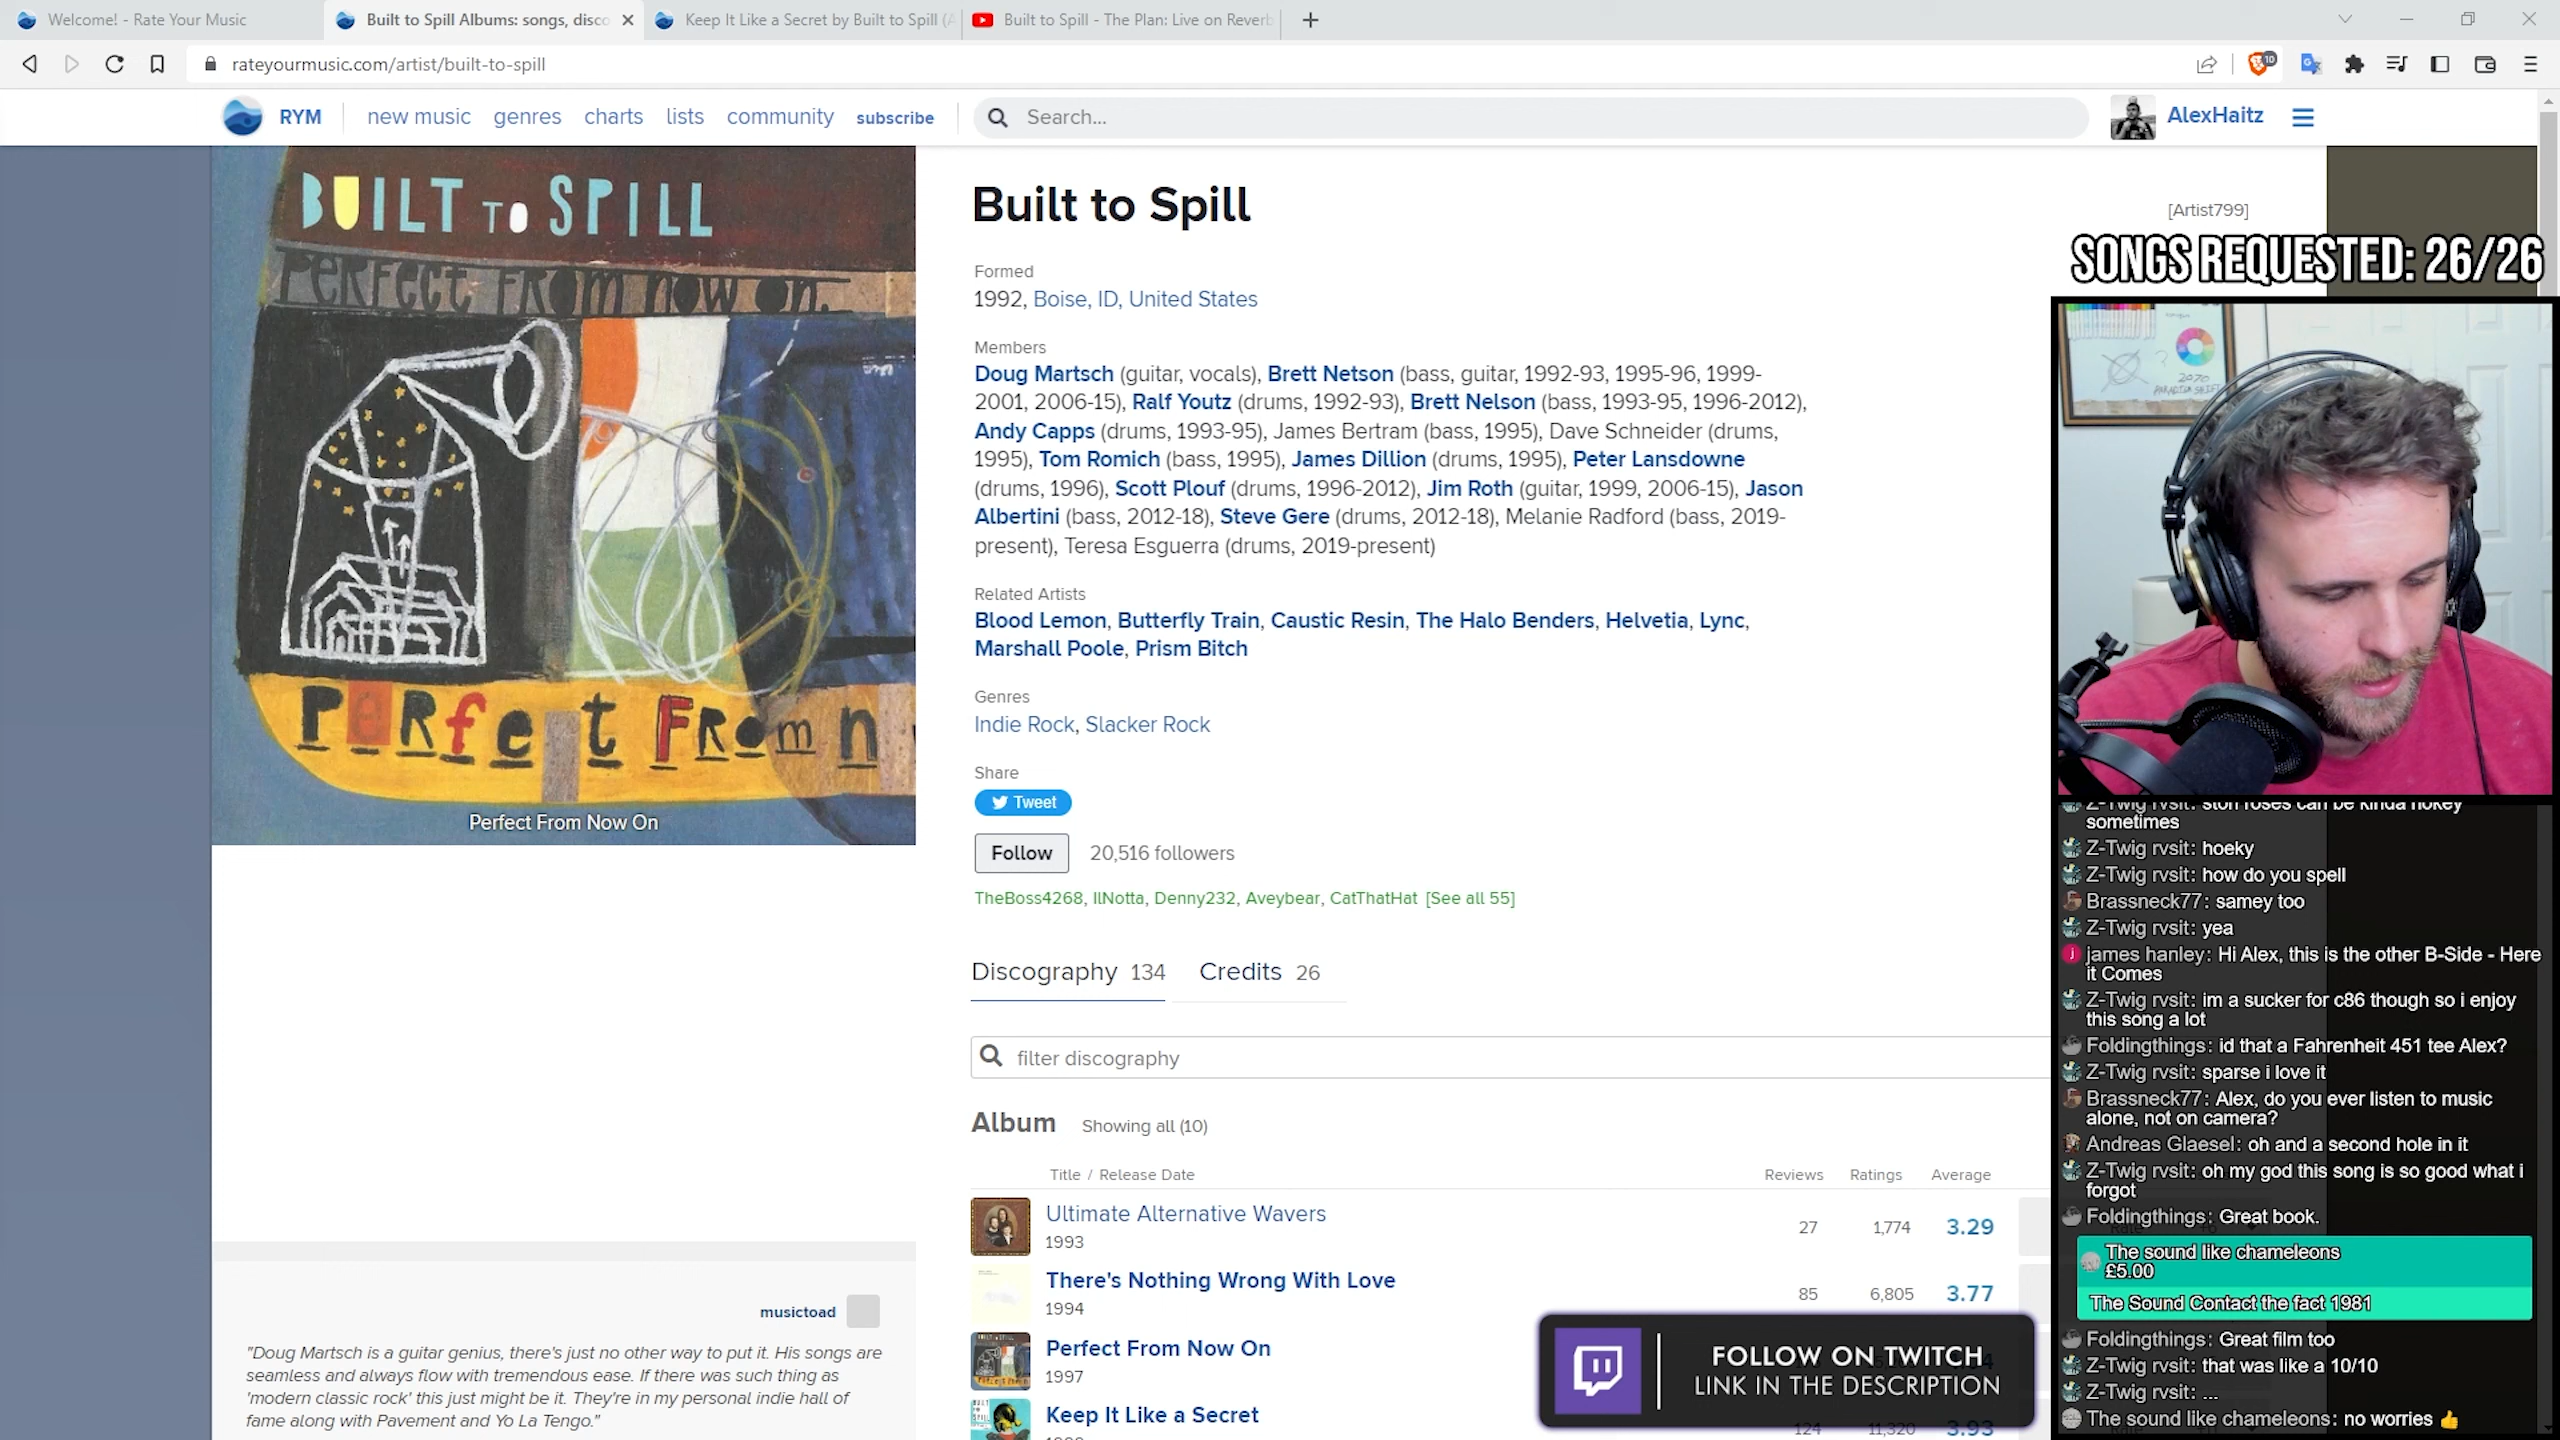 Welcome! - Rate Your Music
Built to Spill Albums: songs, disco
Keep It Like a Secret by Built to Spill (A
Built to Spill - The Plan: Live on Reverb
rateyourmusic.com/artist/built-to-spill
10
RYM
new music
genres
charts
lists
community
subscribe
Search...
AlexHaitz
BUILT TO SPILL
PERFECT FROM NOW ON.
PERfect FRom n
Perfect From Now On
Built to Spill
[Artist799]
Formed
1992, Boise, ID, United States
Members
Doug Martsch (guitar, vocals), Brett Netson (bass, guitar, 1992-93, 1995-96, 1999-
2001, 2006-15), Ralf Youtz (drums, 1992-93), Brett Nelson (bass, 1993-95, 1996-2012),
Andy Capps (drums, 1993-95), James Bertram (bass, 1995), Dave Schneider (drums,
1995), Tom Romich (bass, 1995), James Dillion (drums, 1995), Peter Lansdowne
(drums, 1996), Scott Plouf (drums, 1996-2012), Jim Roth (guitar, 1999, 2006-15), Jason
Albertini (bass, 2012-18), Steve Gere (drums, 2012-18), Melanie Radford (bass, 2019-
present), Teresa Esguerra (drums, 2019-present)
Related Artists
Blood Lemon, Butterfly Train, Caustic Resin, The Halo Benders, Helvetia, Lync,
Marshall Poole, Prism Bitch
Genres
Indie Rock, Slacker Rock
Share
Tweet
Follow
20,516 followers
TheBoss4268, IlNotta, Denny232, Aveybear, CatThatHat [See all 55]
Discography 134
Credits 26
filter discography
Album Showing all (10)
Title / Release Date
Reviews
Ratings
Average
Ultimate Alternative Wavers
1993
27
1,774
3.29
There's Nothing Wrong With Love
1994
85
6,805
3.77
Perfect From Now On
1997
Keep It Like a Secret
124
11,320
3.93
musictoad
"Doug Martsch is a guitar genius, there's just no other way to put it. His songs are
seamless and always flow with tremendous ease. If there was such thing as
'modern classic rock' this just might be it. They're in my personal indie hall of
fame along with Pavement and Yo La Tengo."
FOLLOW ON TWITCH
LINK IN THE DESCRIPTION
SONGS REQUESTED: 26/26
2070
PARADIGM SHIFT
Z-Twig rvsit: ston roses can be kinda hokey
sometimes
Z-Twig rvsit: hoeky
Z-Twig rvsit: how do you spell
Brassneck77: samey too
Z-Twig rvsit: yea
james hanley: Hi Alex, this is the other B-Side - Here
it Comes
Z-Twig rvsit: im a sucker for c86 though so i enjoy
this song a lot
Foldingthings: id that a Fahrenheit 451 tee Alex?
Z-Twig rvsit: sparse i love it
Brassneck77: Alex, do you ever listen to music
alone, not on camera?
Andreas Glaesel: oh and a second hole in it
Z-Twig rvsit: oh my god this song is so good what i
forgot
Foldingthings: Great book.
The sound like chameleons
£5.00
The Sound Contact the fact 1981
Foldingthings: Great film too
Z-Twig rvsit: that was like a 10/10
Z-Twig rvsit: ...
The sound like chameleons: no worries 👍